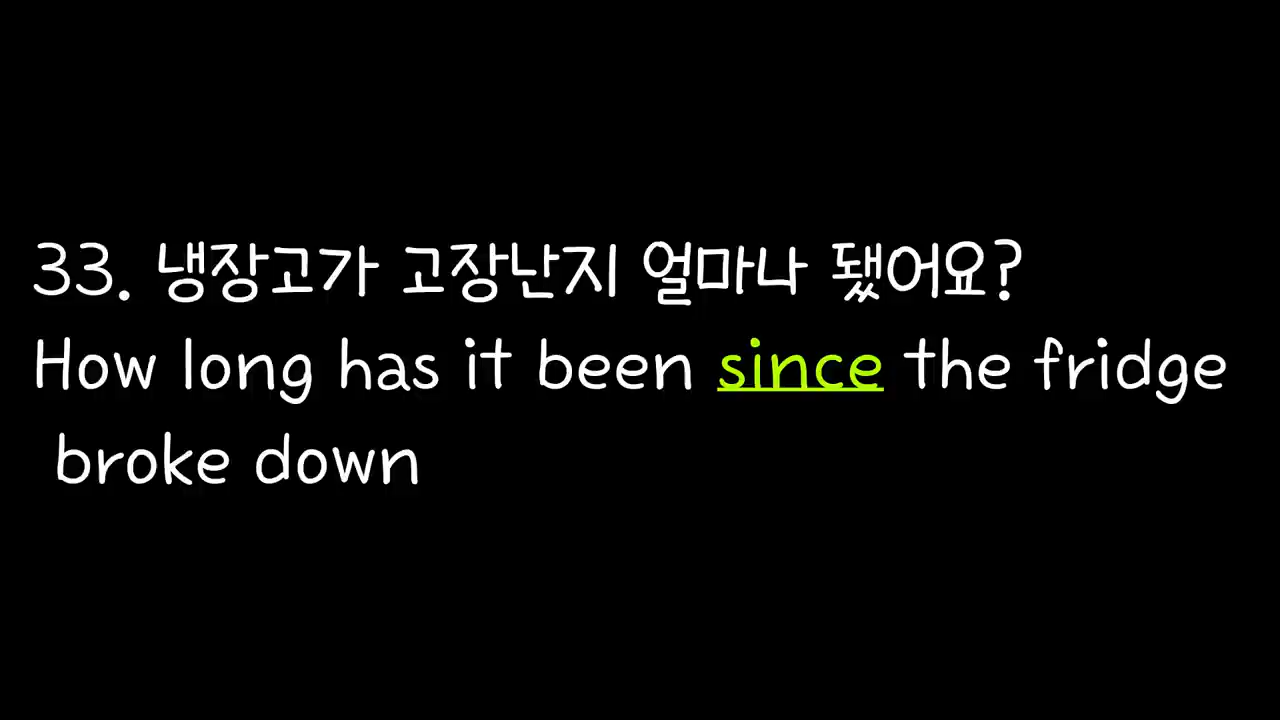 33. 냉장고가 고장난지 얼마나 됐어요?
How long has it been since the fridge
broke down